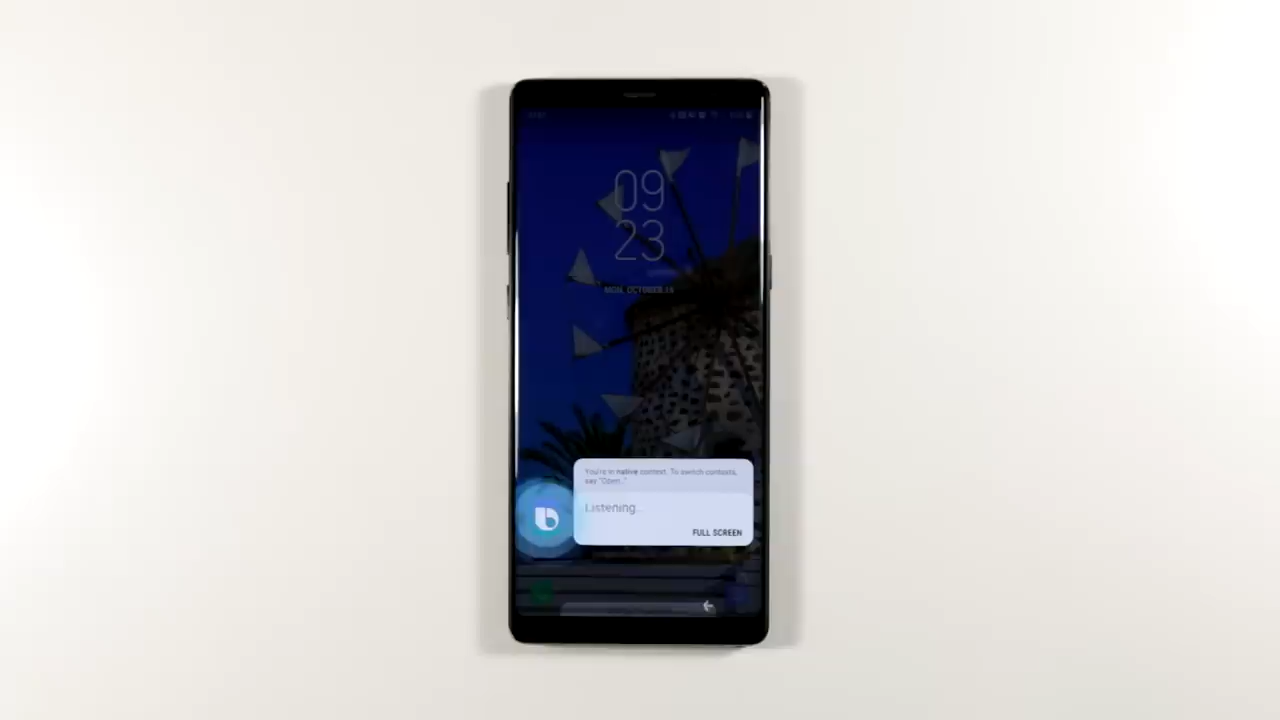 09
23
MON, OCTOBER 16
You're in native context. To switch contexts,
say "Open..."
Listening...
FULL SCREEN